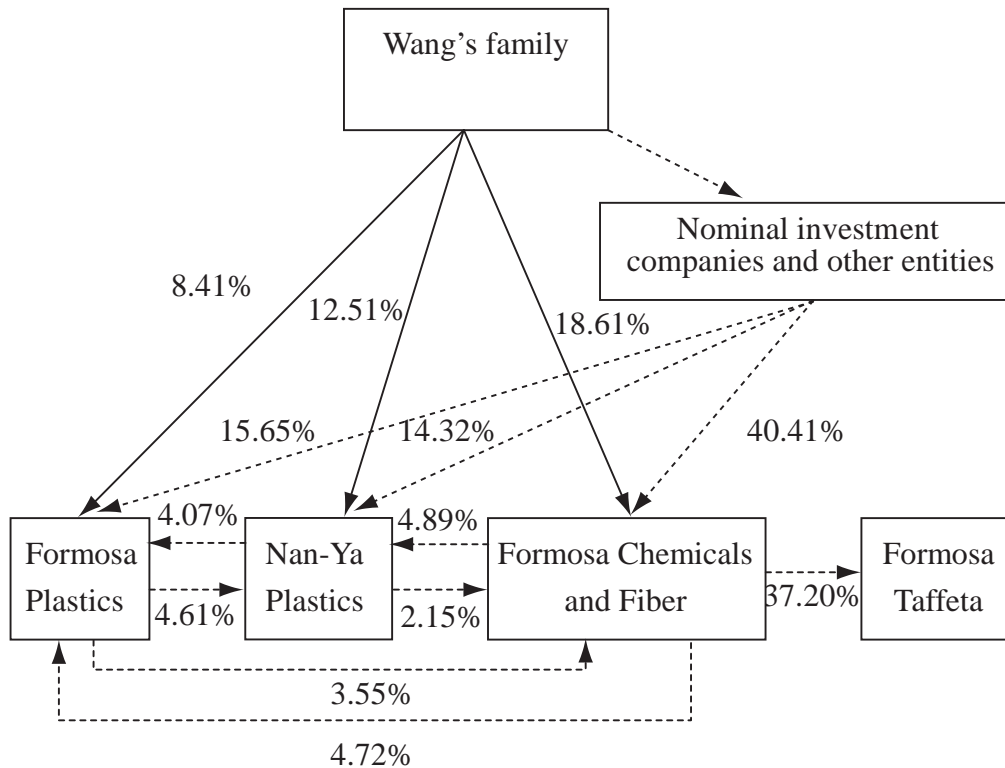 Wang’s family
Nominal investment
companies and other entities
8.41%
12.51%
18.61%
15.65%
14.32%
40.41%
4.07%
4.89%
Formosa
Plastics
Nan-Ya
Plastics
Formosa Chemicals
and Fiber
Formosa
Taffeta
4.61%
2.15%
37.20%
3.55%
4.72%